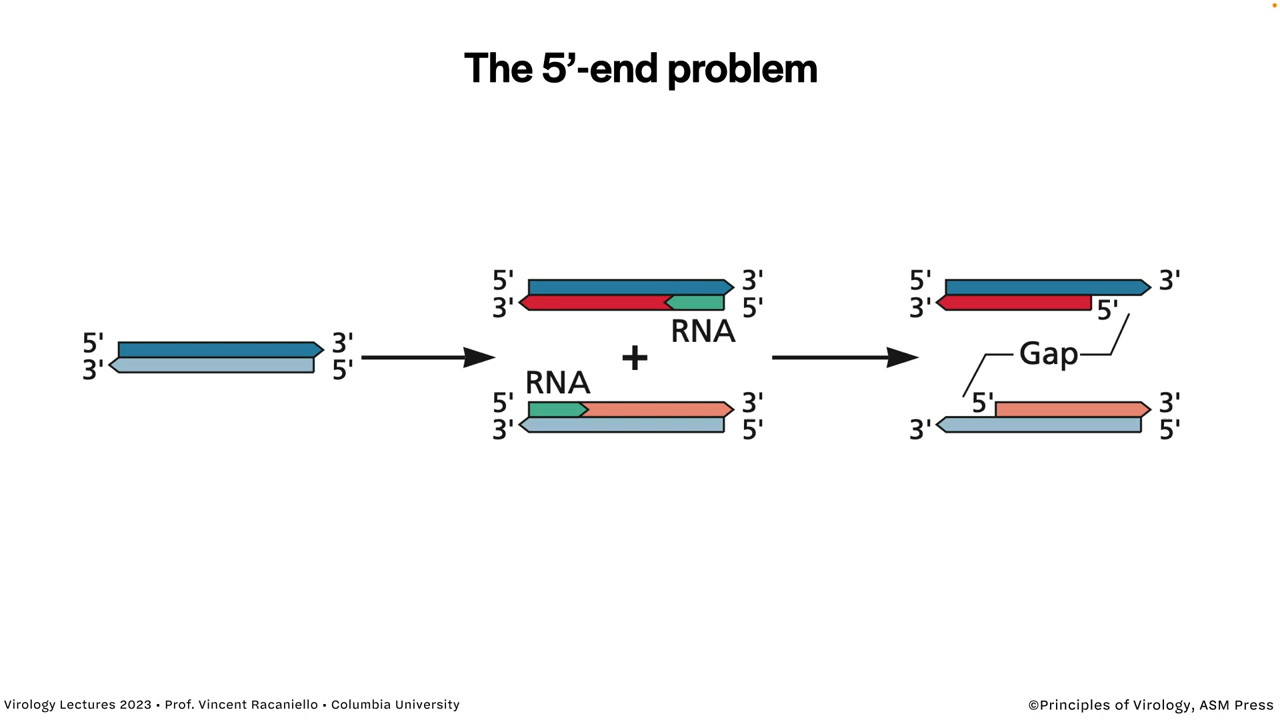 The 5’-end problem
5' 3'
3' 5'
5' 3'
3' 5'
RNA
+
RNA
5' 3'
3' 5'
5' 3'
3' 5'
Gap
5' 3'
3' 5'
Virology Lectures 2023 • Prof. Vincent Racaniello • Columbia University
©Principles of Virology, ASM Press